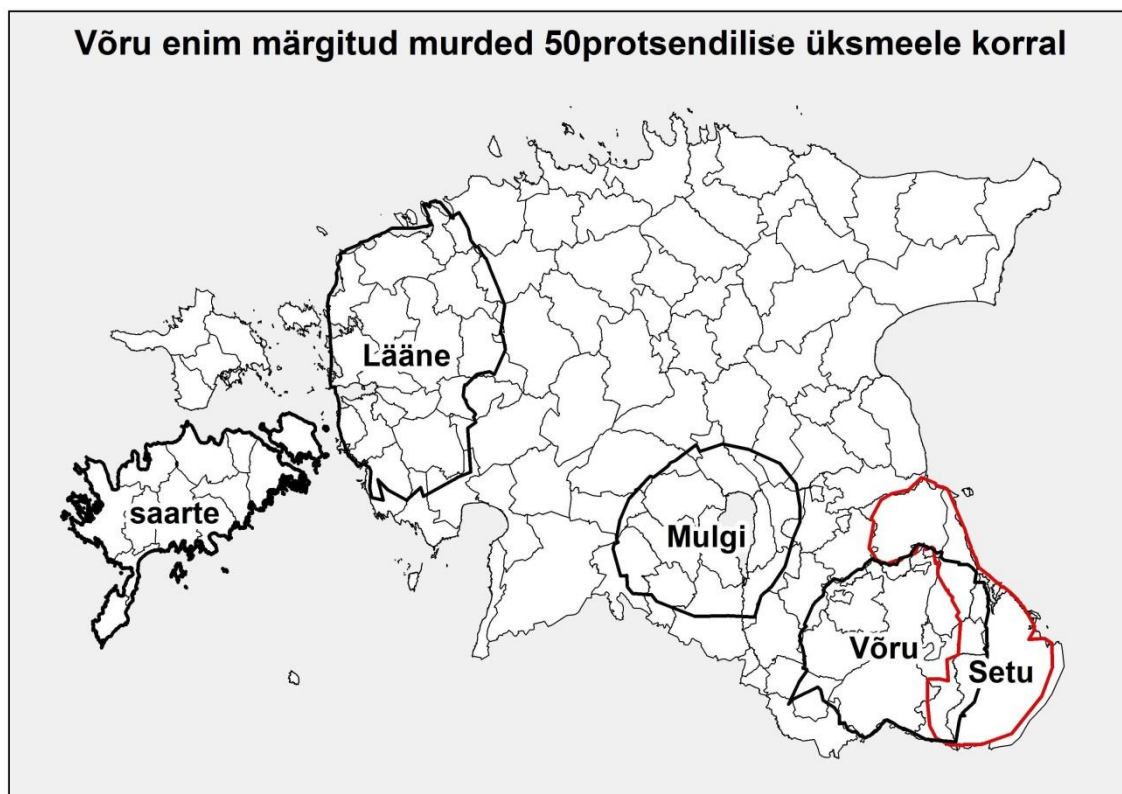 Võru enim märgitud murded 50protsendilise üksmeele korral
Lääne
saarte
Mulgi
Võru
Setu